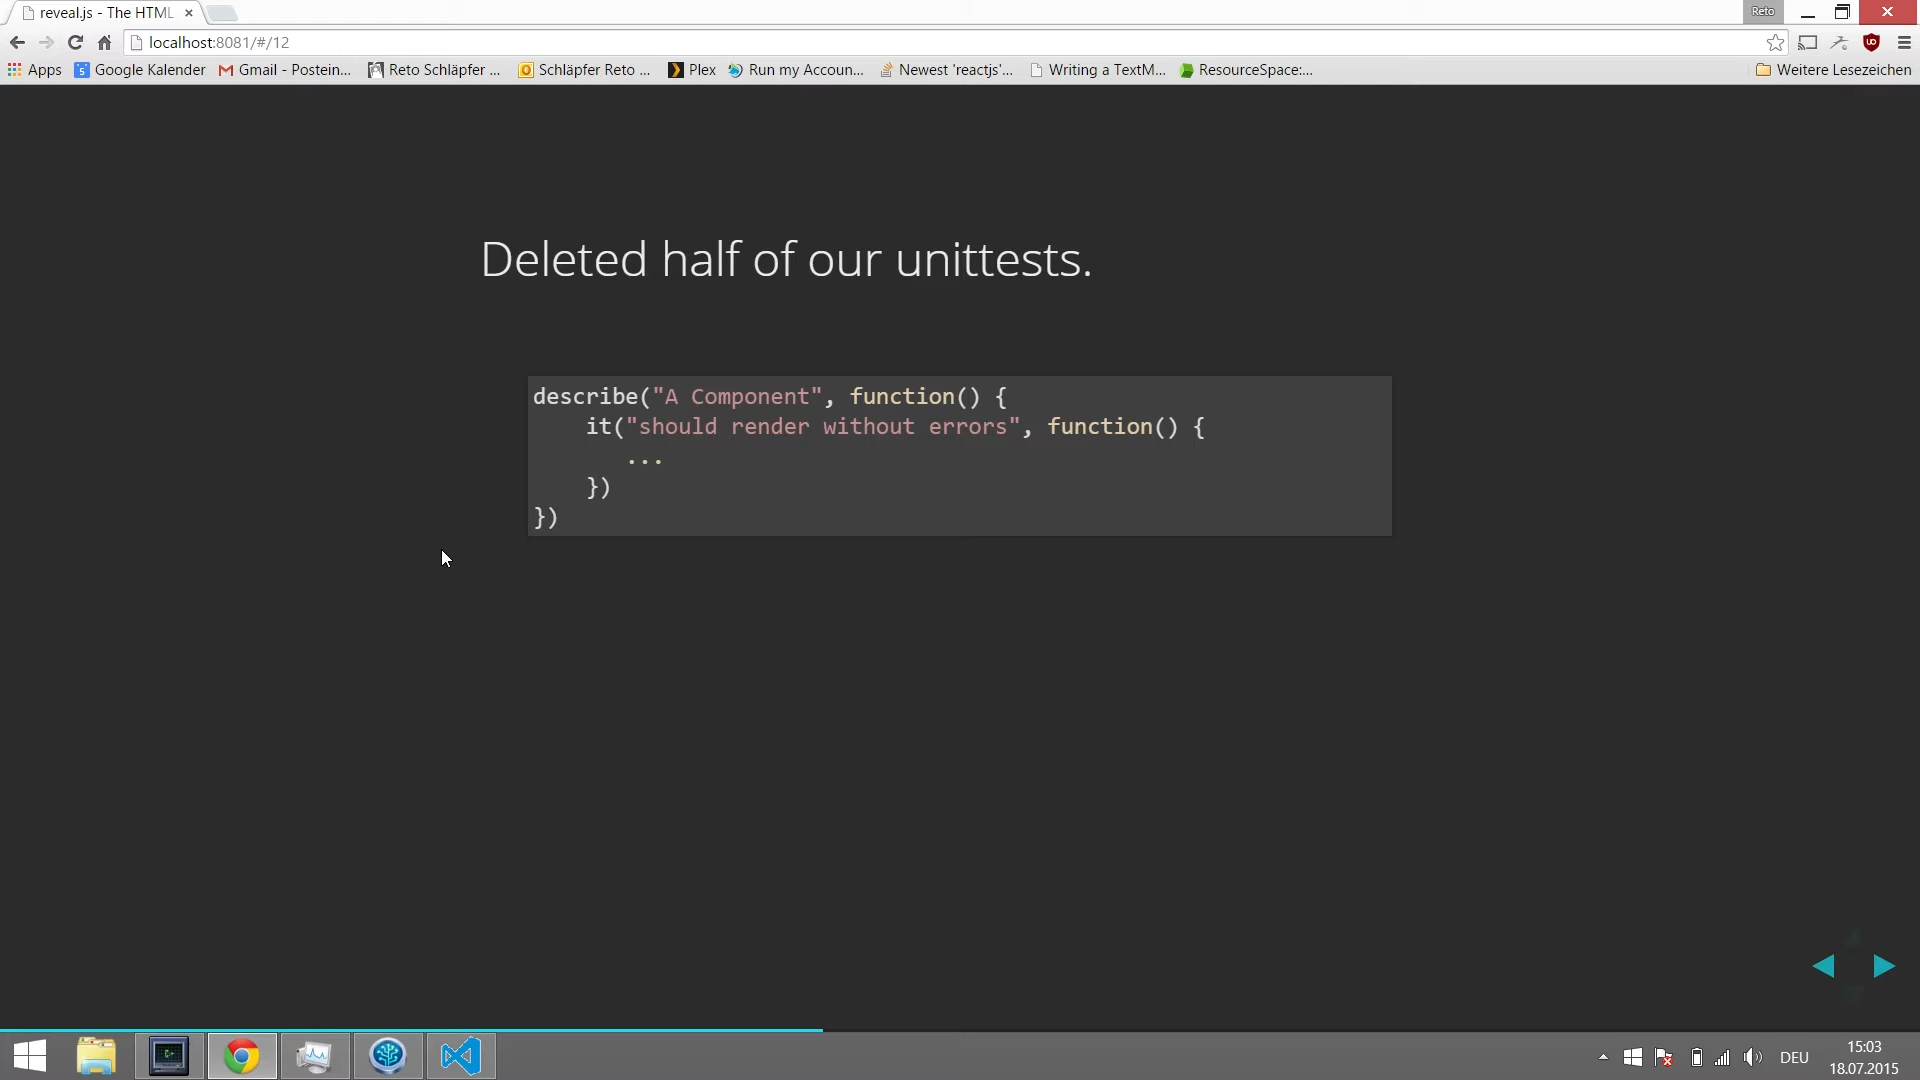 reveal.js - The HTML
Reto
localhost:8081/#/12
Apps
Google Kalender
Gmail - Postein...
Reto Schläpfer ...
Schläpfer Reto ...
Plex
Run my Accoun...
Newest 'reactjs'...
Writing a TextM...
ResourceSpace:...
Weitere Lesezeichen
Deleted half of our unittests.
describe("A Component", function() {
it("should render without errors", function() {
...
})
})
DEU
15:03
18.07.2015